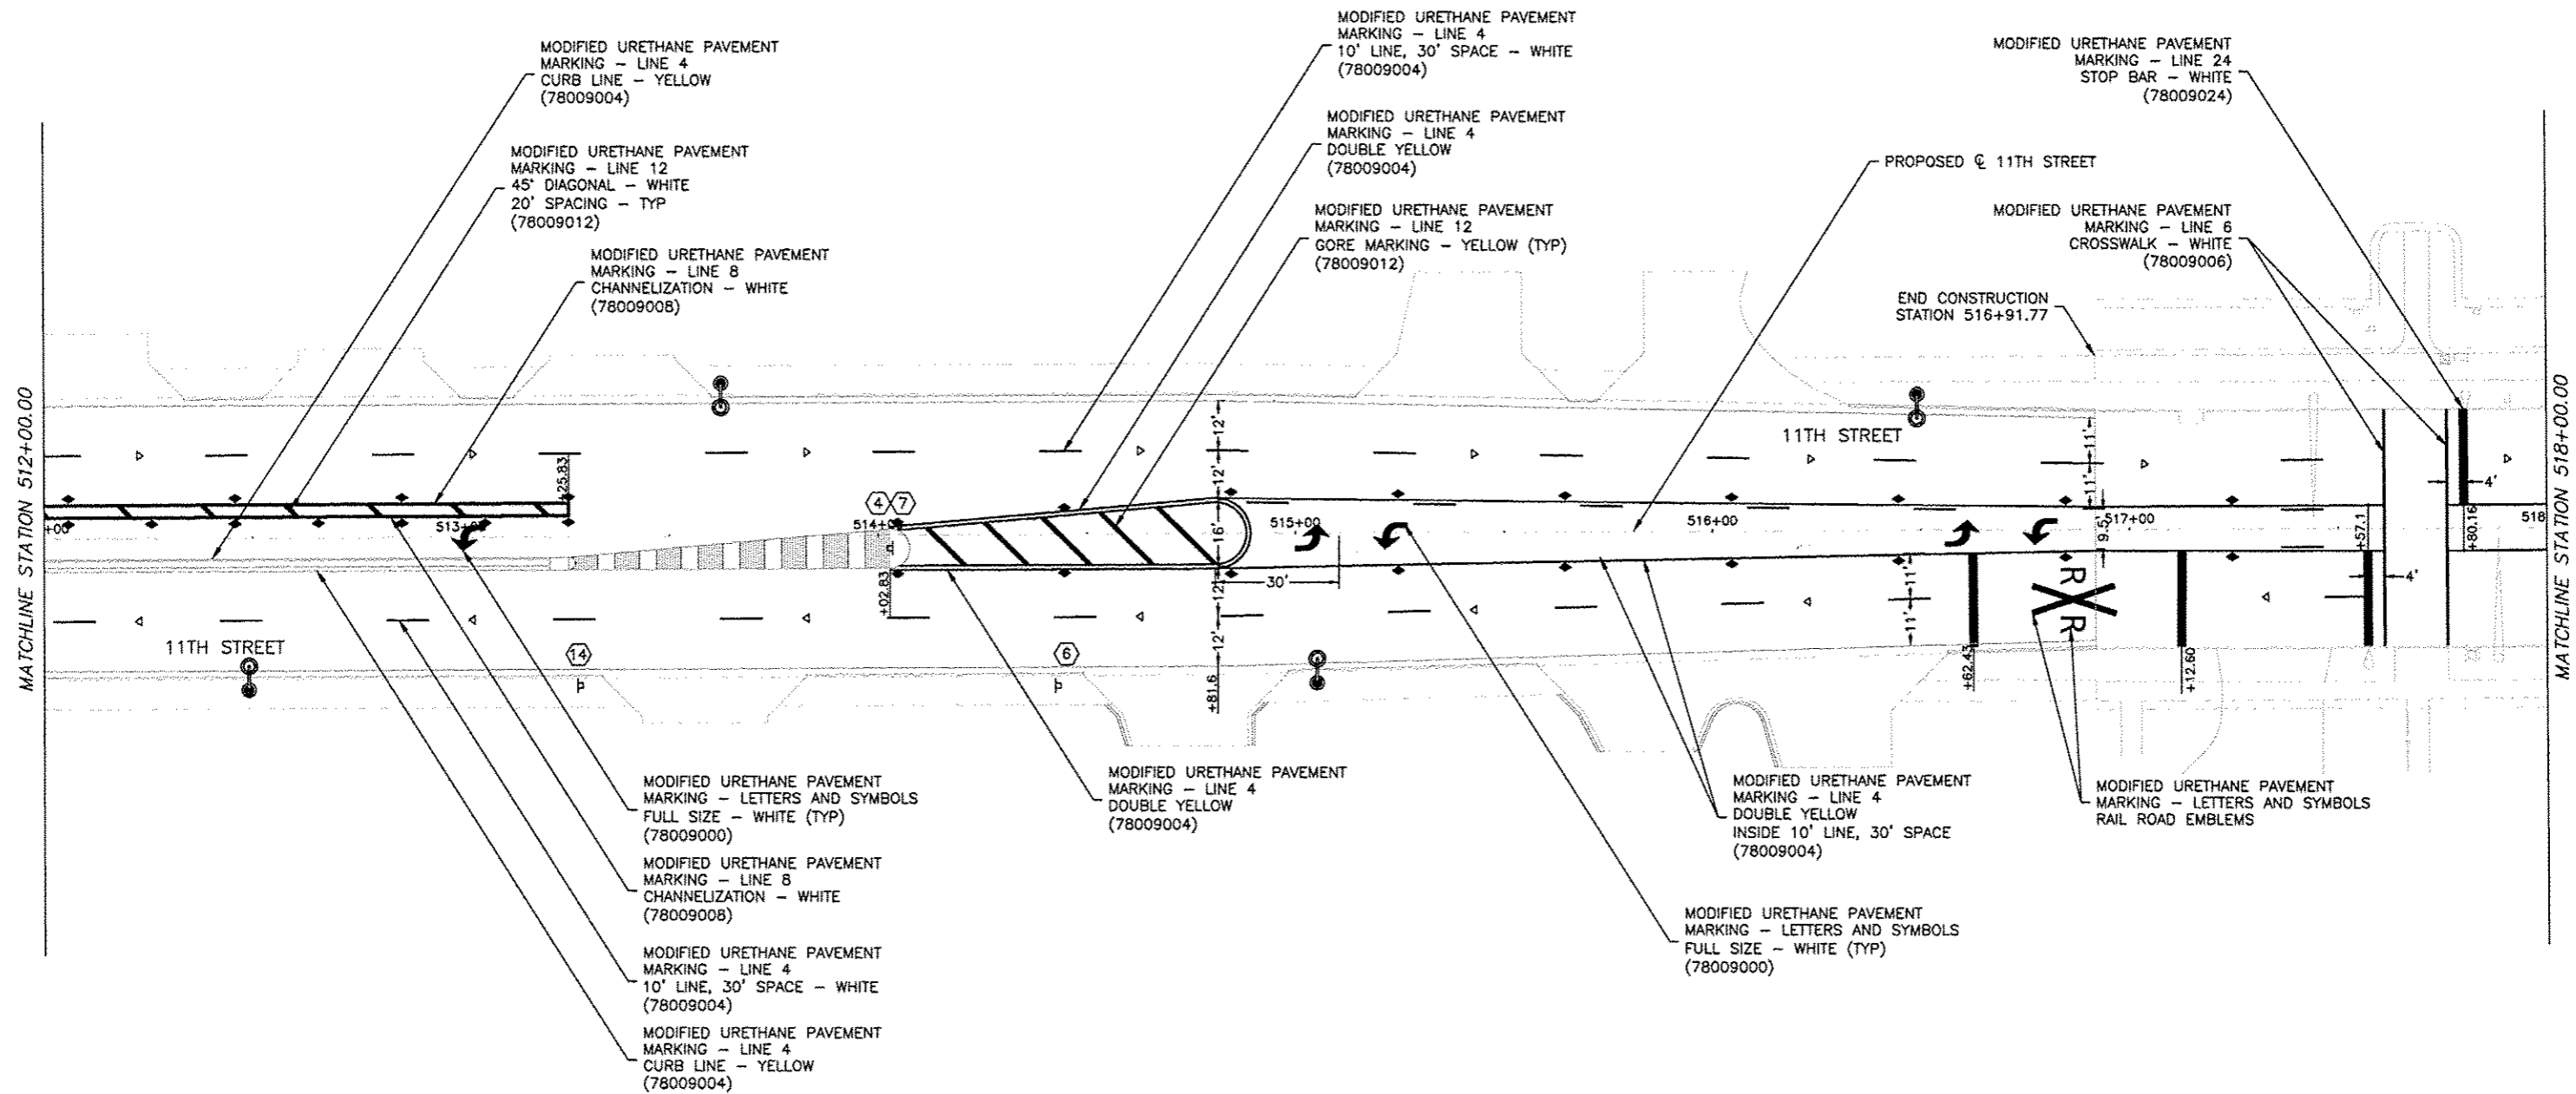 MODIFIED URETHANE PAVEMENT
MARKING - LINE 4
CURB LINE - YELLOW
(78009004)
MODIFIED URETHANE PAVEMENT
MARKING - LINE 12
45° DIAGONAL - WHITE
20' SPACING - TYP
(78009012)
MODIFIED URETHANE PAVEMENT
MARKING - LINE 8
CHANNELIZATION - WHITE
(78009008)
MODIFIED URETHANE PAVEMENT
MARKING - LINE 4
10' LINE, 30' SPACE - WHITE
(78009004)
MODIFIED URETHANE PAVEMENT
MARKING - LINE 4
DOUBLE YELLOW
(78009004)
MODIFIED URETHANE PAVEMENT
MARKING - LINE 12
GORE MARKING - YELLOW (TYP)
(78009012)
MODIFIED URETHANE PAVEMENT
MARKING - LINE 24
STOP BAR - WHITE
(78009024)
PROPOSED ℄ 11TH STREET
MODIFIED URETHANE PAVEMENT
MARKING - LINE 6
CROSSWALK - WHITE
(78009006)
END CONSTRUCTION
STATION 516+91.77
MATCHLINE STATION 512+00.00
MATCHLINE STATION 518+00.00
11TH STREET
11TH STREET
+25.83
+00
4
7
515+00
516+00
517+00
518
12'
12'
16'
12'
12'
+81.6
+02.83
30'
11'
11'
11'
11'
9.5'
+57.1
+80.16
4'
4'
+62.43
+12.60
R
R
14
6
MODIFIED URETHANE PAVEMENT
MARKING - LETTERS AND SYMBOLS
FULL SIZE - WHITE (TYP)
(78009000)
MODIFIED URETHANE PAVEMENT
MARKING - LINE 8
CHANNELIZATION - WHITE
(78009008)
MODIFIED URETHANE PAVEMENT
MARKING - LINE 4
10' LINE, 30' SPACE - WHITE
(78009004)
MODIFIED URETHANE PAVEMENT
MARKING - LINE 4
CURB LINE - YELLOW
(78009004)
MODIFIED URETHANE PAVEMENT
MARKING - LINE 4
DOUBLE YELLOW
(78009004)
MODIFIED URETHANE PAVEMENT
MARKING - LINE 4
DOUBLE YELLOW
INSIDE 10' LINE, 30' SPACE
(78009004)
MODIFIED URETHANE PAVEMENT
MARKING - LETTERS AND SYMBOLS
RAIL ROAD EMBLEMS
MODIFIED URETHANE PAVEMENT
MARKING - LETTERS AND SYMBOLS
FULL SIZE - WHITE (TYP)
(78009000)